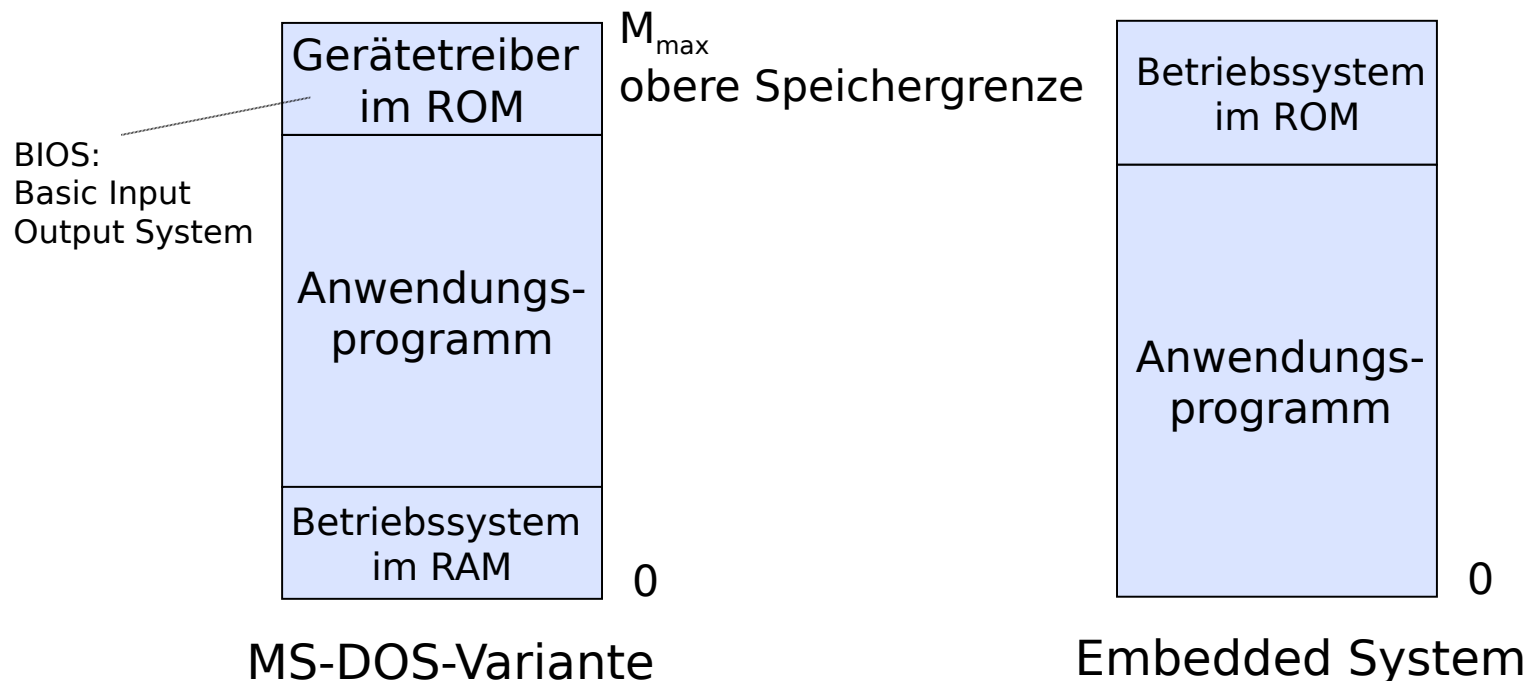 Gerätetreiber
im ROM
M_max
obere Speichergrenze
BIOS:
Basic Input
Output System
Anwendungs-
programm
Betriebssystem
im RAM
0
MS-DOS-Variante
Betriebssystem
im ROM
Anwendungs-
programm
0
Embedded System